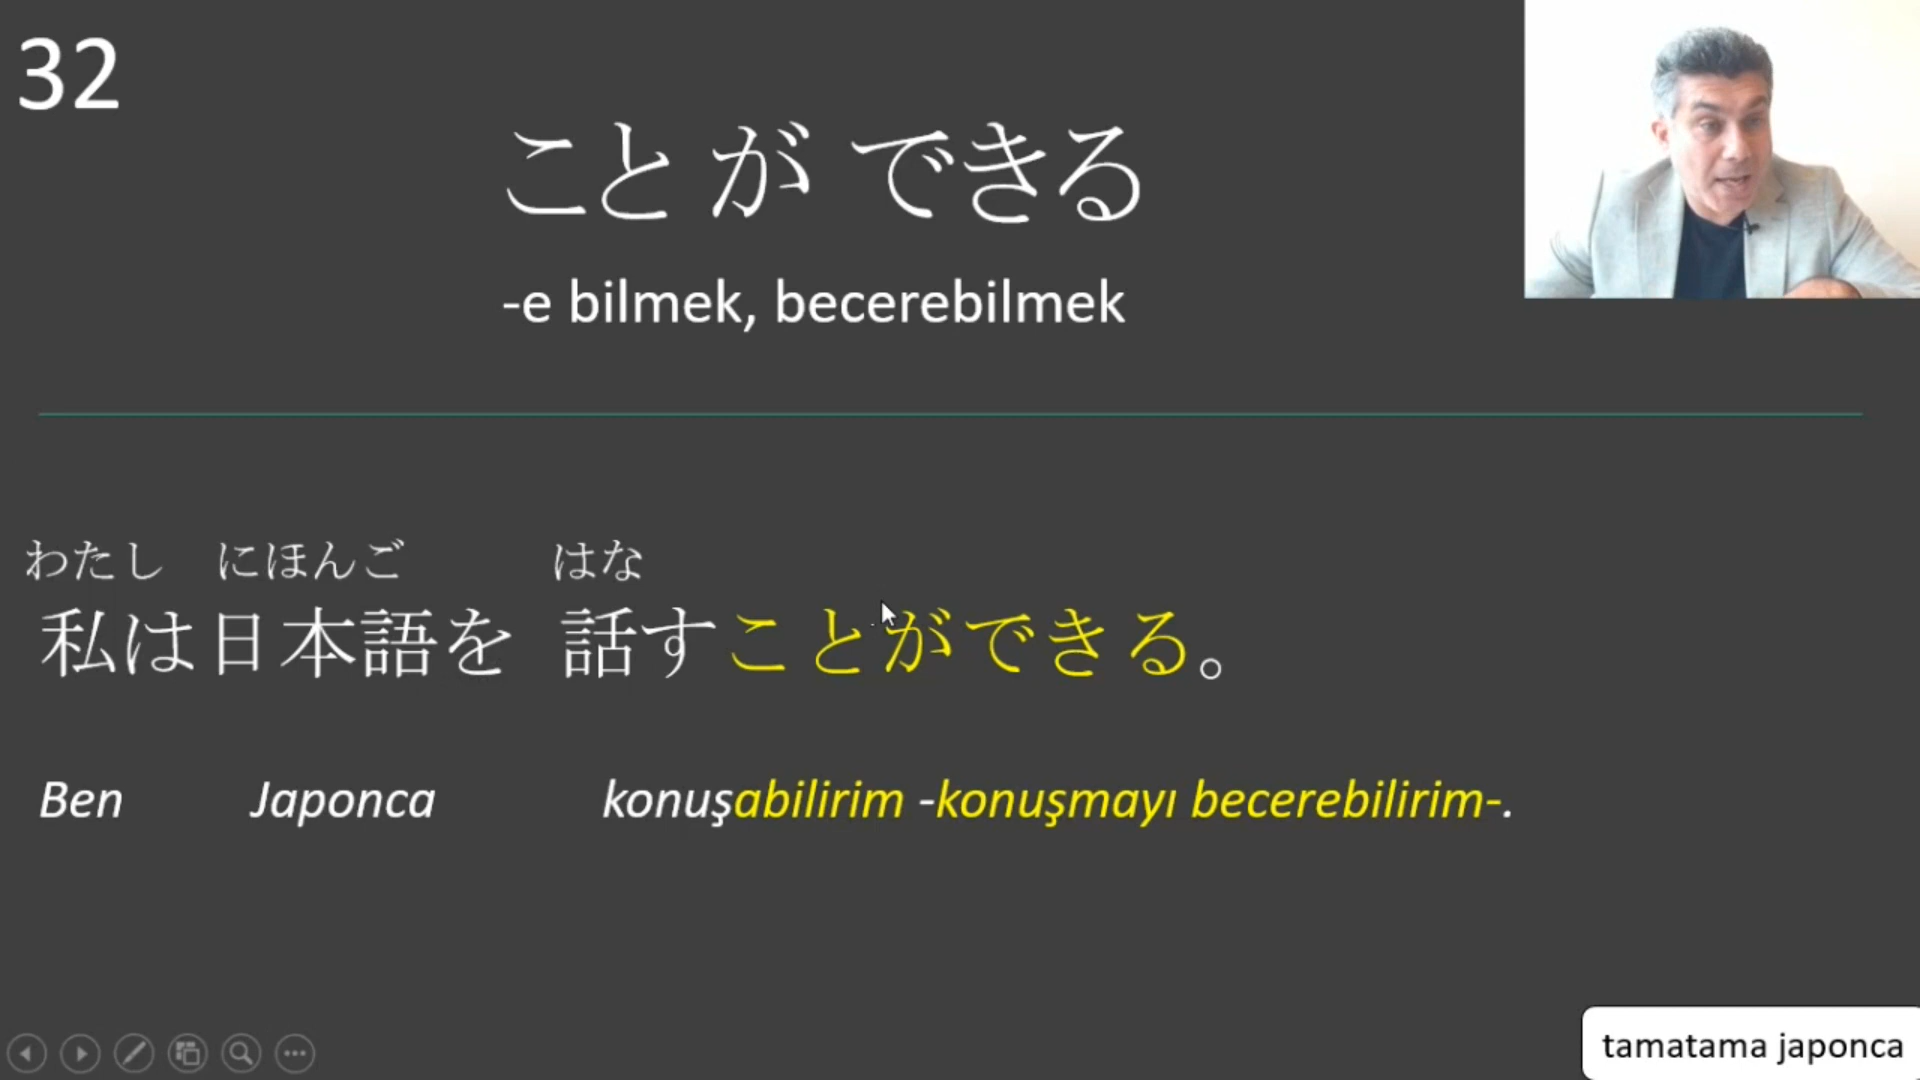 32
こと が できる
-e bilmek, becerebilmek
わたし にほんご はな
私は日本語を 話すことができる。
Ben Japonca konuşabilirim -konuşmayı becerebilirim-.
tamatama japonca